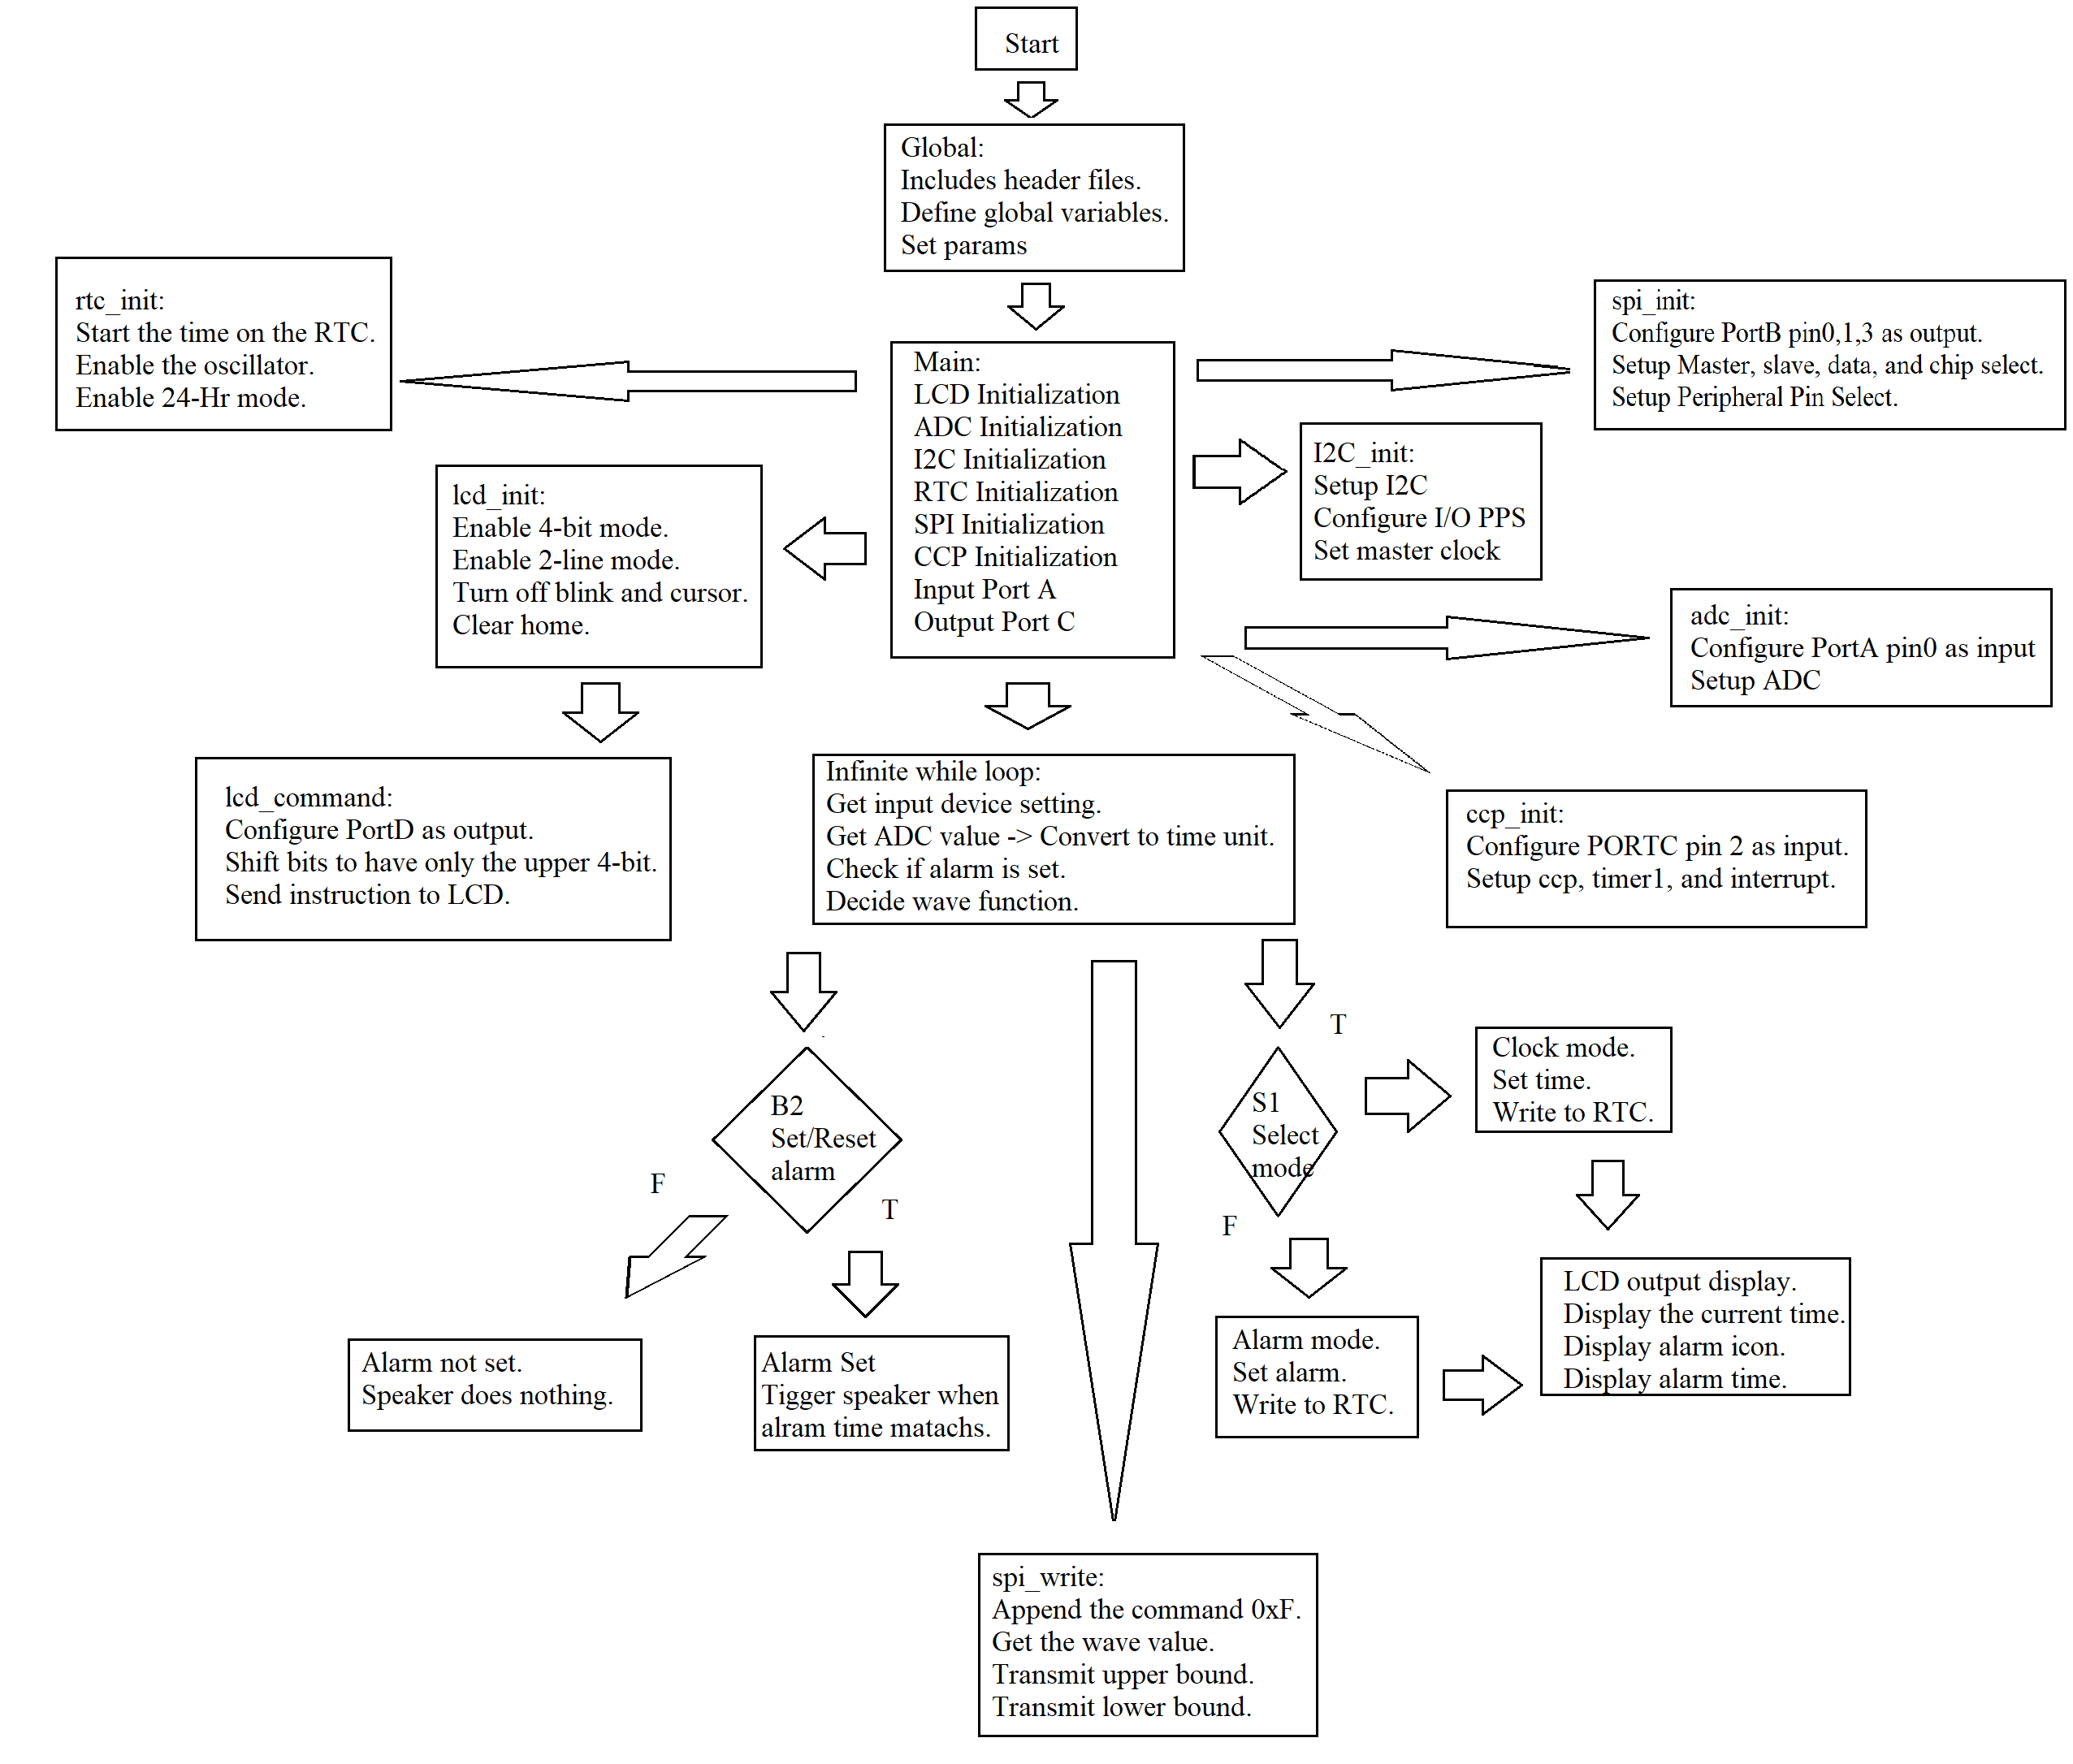 Start
Global:
Includes header files.
Define global variables.
Set params
rtc_init:
Start the time on the RTC.
Enable the oscillator.
Enable 24-Hr mode.
Main:
LCD Initialization
ADC Initialization
I2C Initialization
RTC Initialization
SPI Initialization
CCP Initialization
Input Port A
Output Port C
spi_init:
Configure PortB pin0,1,3 as output.
Setup Master, slave, data, and chip select.
Setup Peripheral Pin Select.
I2C_init:
Setup I2C
Configure I/O PPS
Set master clock
lcd_init:
Enable 4-bit mode.
Enable 2-line mode.
Turn off blink and cursor.
Clear home.
adc_init:
Configure PortA pin0 as input
Setup ADC
lcd_command:
Configure PortD as output.
Shift bits to have only the upper 4-bit.
Send instruction to LCD.
Infinite while loop:
Get input device setting.
Get ADC value -> Convert to time unit.
Check if alarm is set.
Decide wave function.
ccp_init:
Configure PORTC pin 2 as input.
Setup ccp, timer1, and interrupt.
B2
Set/Reset
alarm
F
T
S1
Select
mode
T
F
Clock mode.
Set time.
Write to RTC.
Alarm not set.
Speaker does nothing.
Alarm Set
Tigger speaker when
alram time matachs.
Alarm mode.
Set alarm.
Write to RTC.
LCD output display.
Display the current time.
Display alarm icon.
Display alarm time.
spi_write:
Append the command 0xF.
Get the wave value.
Transmit upper bound.
Transmit lower bound.